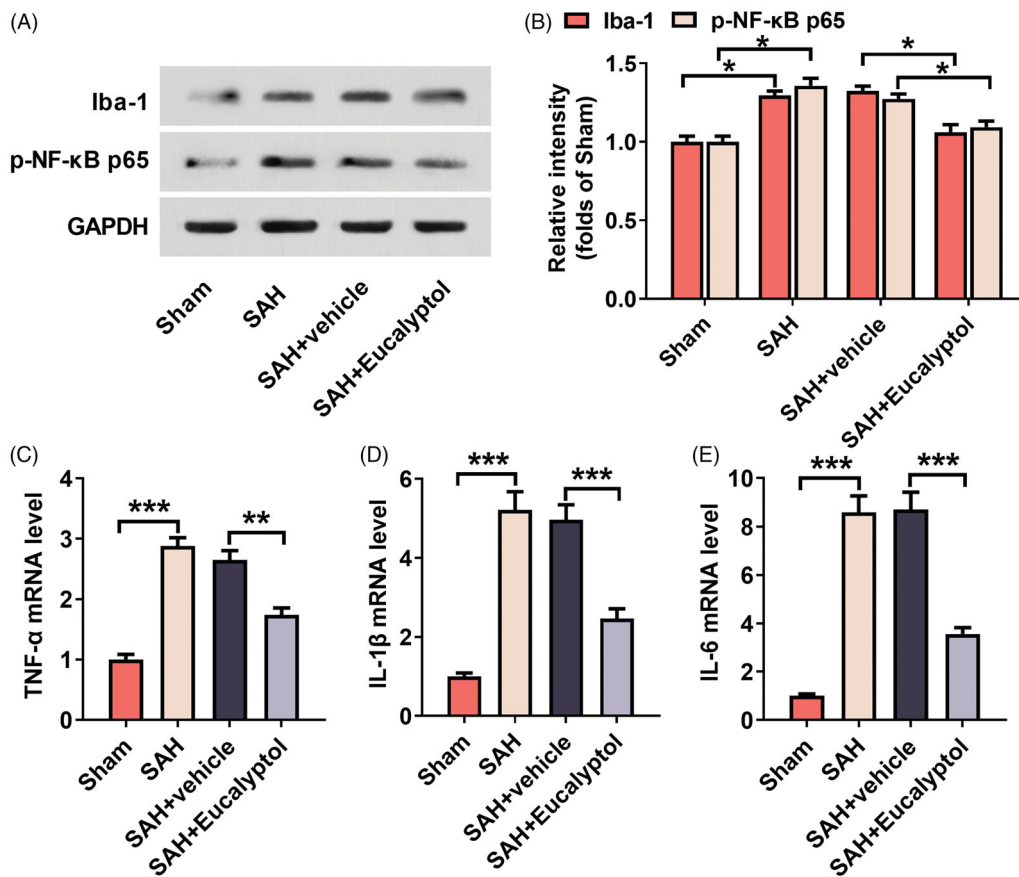 (A)
Iba-1
p-NF-κB p65
GAPDH
Sham
SAH
SAH+vehicle
SAH+Eucalyptol
(B)
Iba-1
p-NF-κB p65
Relative intensity
(folds of Sham)
1.5
1.0
0.5
0.0
*
*
*
*
Sham
SAH
SAH+vehicle
SAH+Eucalyptol
(C)
TNF-α mRNA level
4
3
2
1
0
***
**
Sham
SAH
SAH+vehicle
SAH+Eucalyptol
(D)
IL-1β mRNA level
6
4
2
0
***
***
Sham
SAH
SAH+vehicle
SAH+Eucalyptol
(E)
IL-6 mRNA level
10
8
6
4
2
0
***
***
Sham
SAH
SAH+vehicle
SAH+Eucalyptol